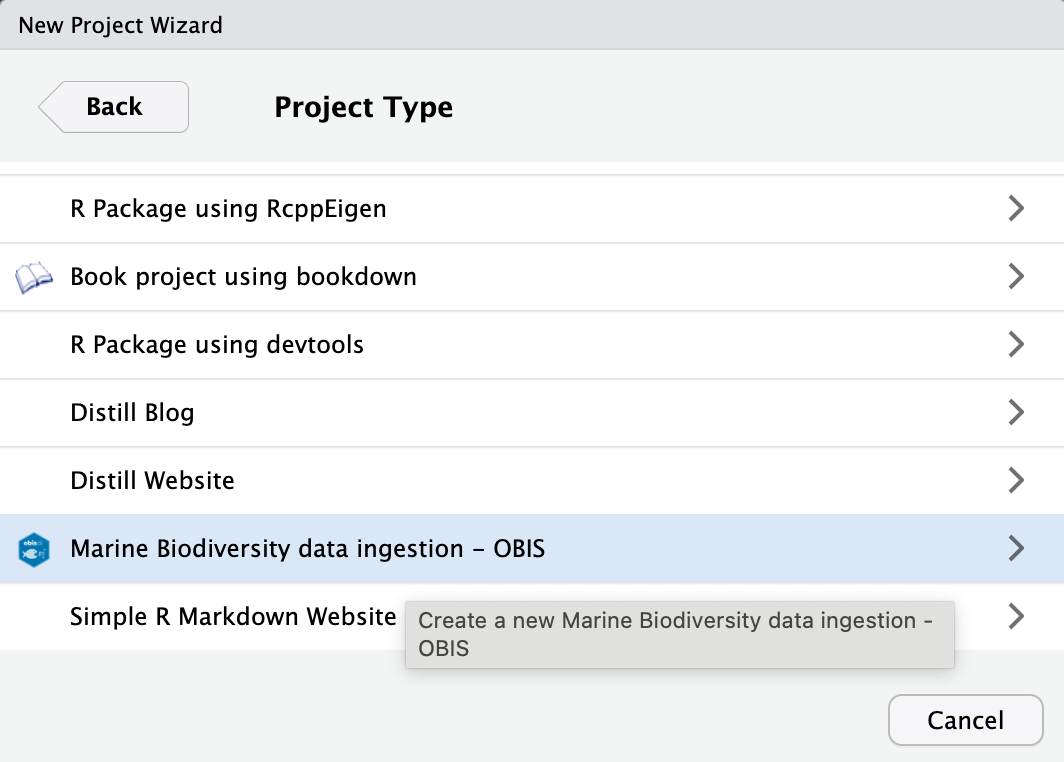 New Project Wizard
Back
Project Type
R Package using RcppEigen
Book project using bookdown
R Package using devtools
Distill Blog
Distill Website
obisdi
Marine Biodiversity data ingestion – OBIS
Simple R Markdown Website
Create a new Marine Biodiversity data ingestion -
OBIS
Cancel